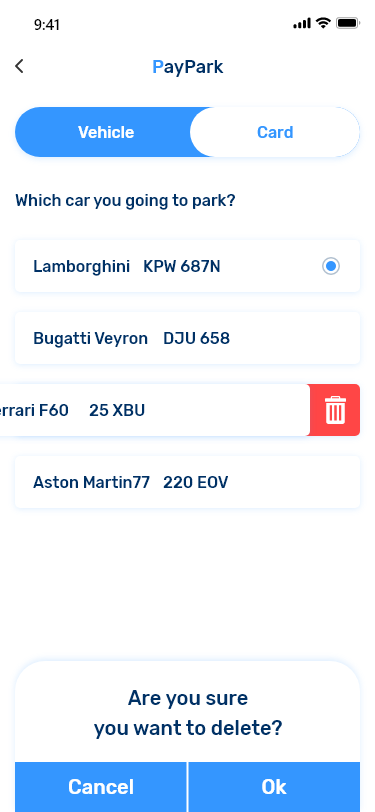 9:41
PayPark
Vehicle Card
Which car you going to park?
Lamborghini KPW 687N
Bugatti Veyron DJU 658
errari F60 25 XBU
Aston Martin77 220 EOV
Are you sure
you want to delete?
Cancel Ok